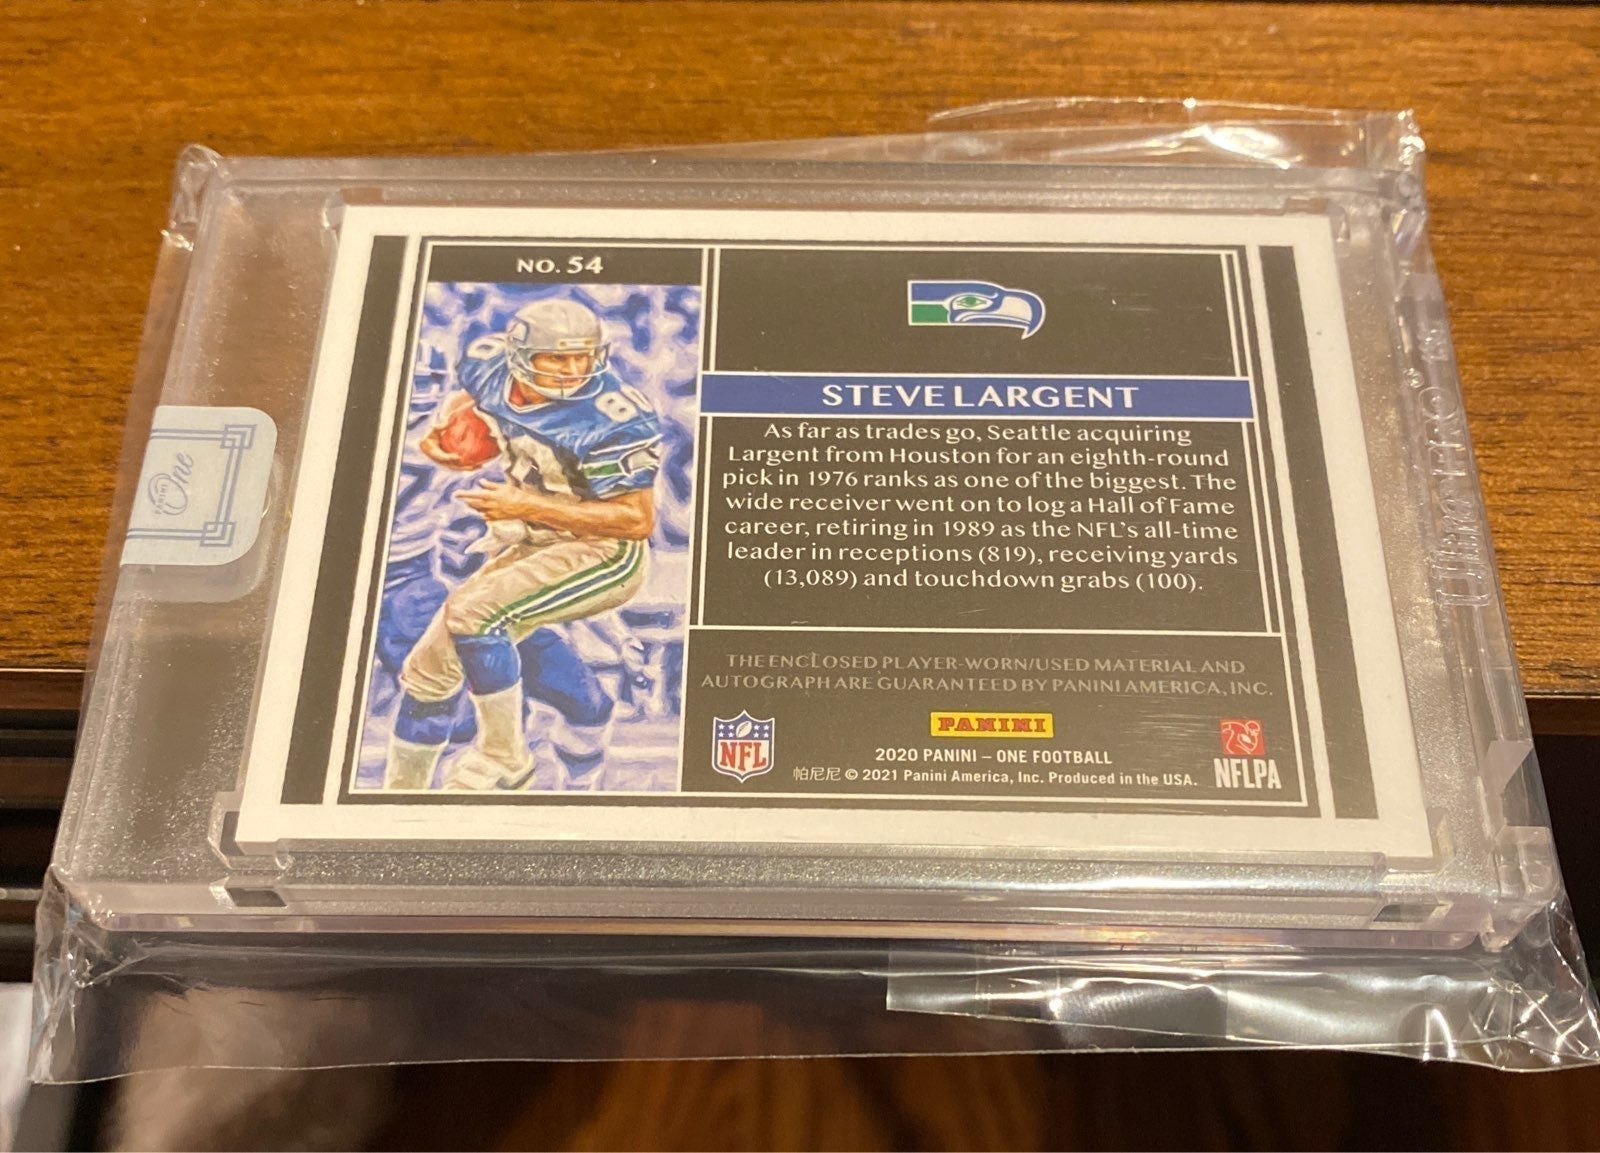 NO. 54
STEVE LARGENT
As far as trades go, Seattle acquiring
Largent from Houston for an eighth-round
pick in 1976 ranks as one of the biggest. The
wide receiver went on to log a Hall of Fame
career, retiring in 1989 as the NFL's all-time
leader in receptions (819), receiving yards
(13,089) and touchdown grabs (100).
THE ENCLOSED PLAYER-WORN/USED MATERIAL AND
AUTOGRAPH ARE GUARANTEED BY PANINI AMERICA, INC.
NFL
PANINI
2020 PANINI – ONE FOOTBALL
帕尼尼 © 2021 Panini America, Inc. Produced in the USA.
NFLPA
PANINI
One
80
Ultra PRO